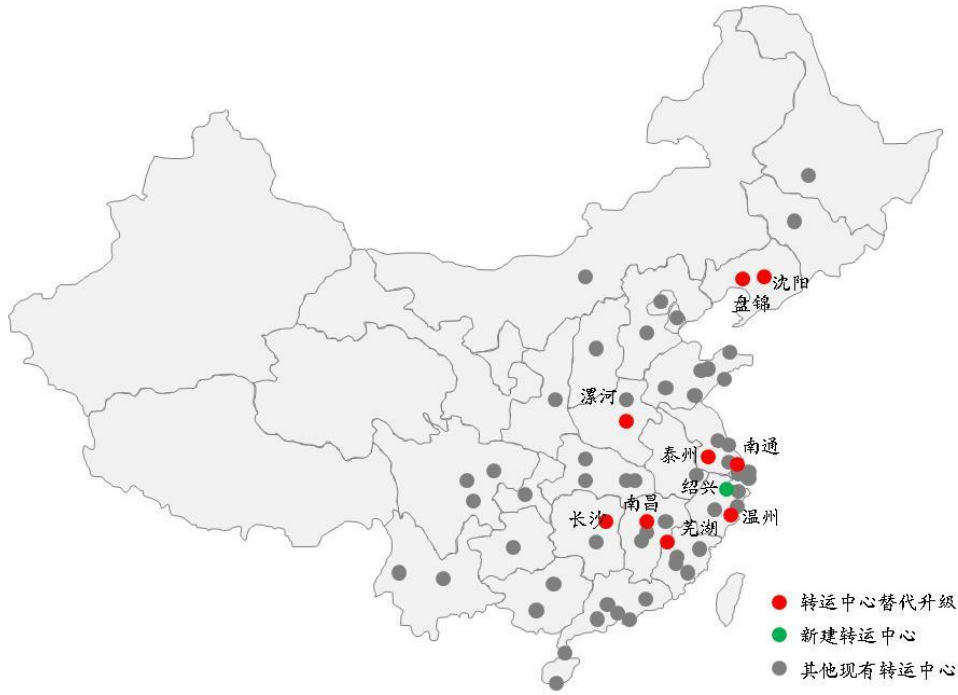 沈阳
盘锦
漯河
南通
泰州
绍兴
南昌
长沙
温州
芜湖
转运中心替代升级
新建转运中心
其他现有转运中心